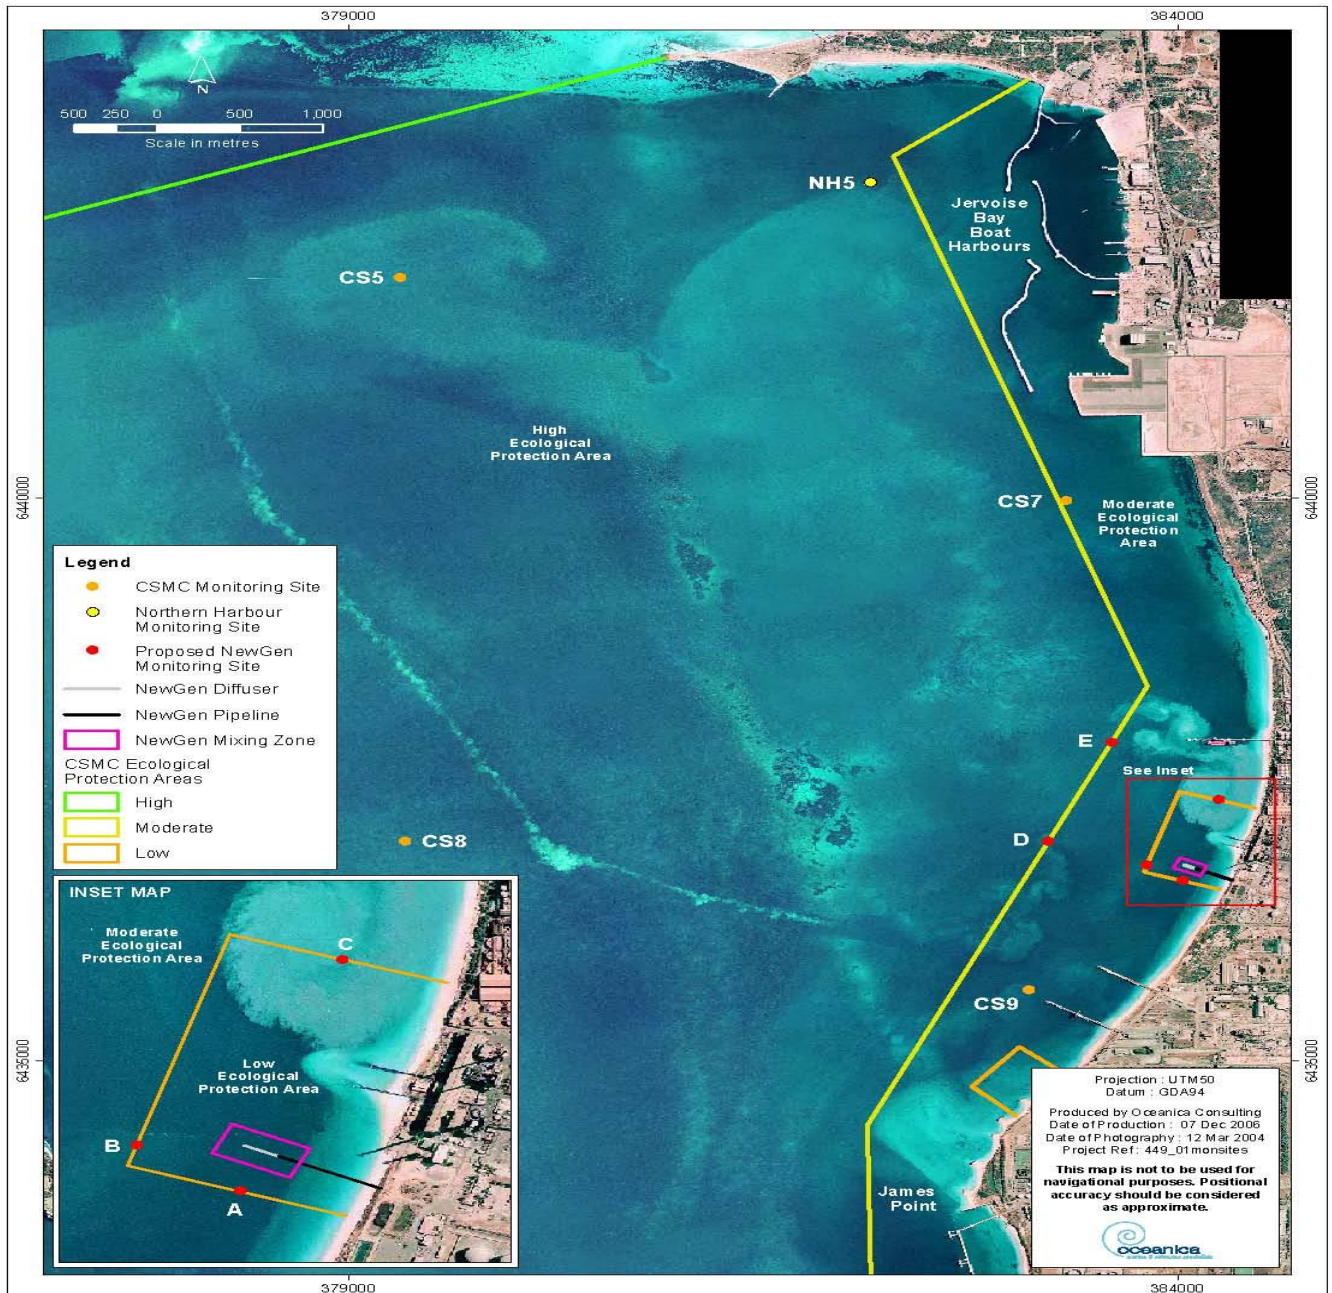 379000
384000
N
500 250 0 500 1,000
Scale in metres
NH5
Jervoise
Bay
Boat
Harbours
CS5
High
Ecological
Protection Area
6440000
6440000
CS7
Moderate
Ecological
Protection
Area
Legend
CSMC Monitoring Site
Northern Harbour
Monitoring Site
Proposed NewGen
Monitoring Site
NewGen Diffuser
NewGen Pipeline
NewGen Mixing Zone
CSMC Ecological
Protection Areas
High
Moderate
Low
E
See Inset
D
CS8
CS9
INSET MAP
Moderate
Ecological
Protection Area
C
Low
Ecological
Protection Area
B
A
6435000
6435000
James
Point
Projection : UTM50
Datum : GDA94
Produced by Oceanica Consulting
Date of Production : 07 Dec 2006
Date of Photography : 12 Mar 2004
Project Ref : 449_01monsites
This map is not to be used for
navigational purposes. Positional
accuracy should be considered
as approximate.
oceanica
379000
384000